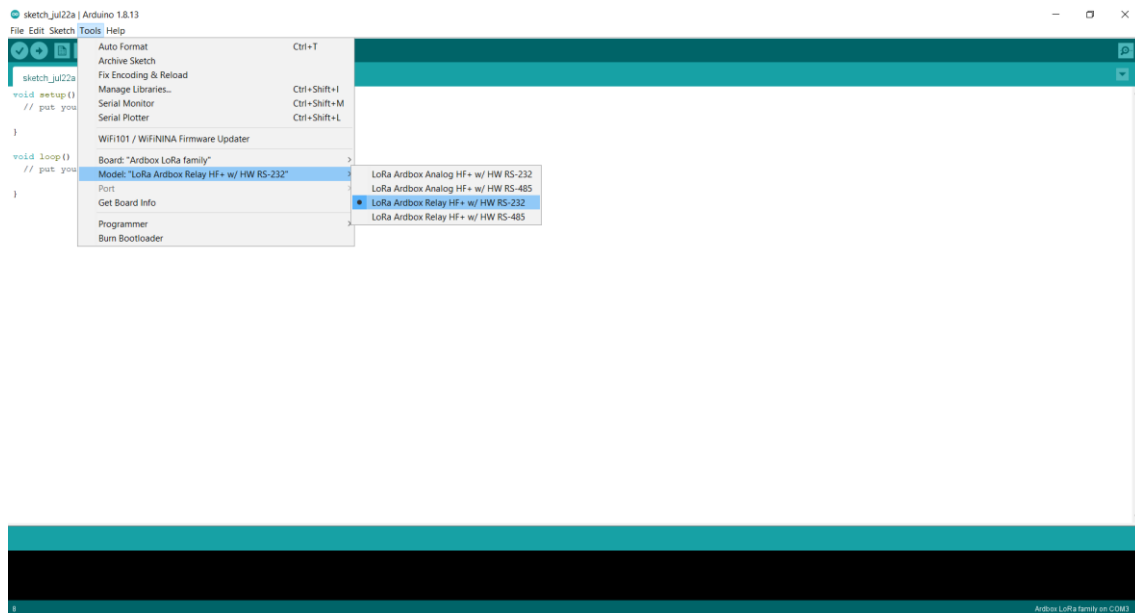 sketch_jul22a | Arduino 1.8.13
File Edit Sketch Tools Help
sketch_jul22a
void setup()
// put you
}
void loop()
// put you
}
Auto Format Ctrl+T
Archive Sketch
Fix Encoding & Reload
Manage Libraries... Ctrl+Shift+I
Serial Monitor Ctrl+Shift+M
Serial Plotter Ctrl+Shift+L
WiFi101 / WiFiNINA Firmware Updater
Board: "Ardbox LoRa family"
Model: "LoRa Ardbox Relay HF+ w/ HW RS-232"
Port
Get Board Info
Programmer
Burn Bootloader
LoRa Ardbox Analog HF+ w/ HW RS-232
LoRa Ardbox Analog HF+ w/ HW RS-485
LoRa Ardbox Relay HF+ w/ HW RS-232
LoRa Ardbox Relay HF+ w/ HW RS-485
Ardbox LoRa family on COM3